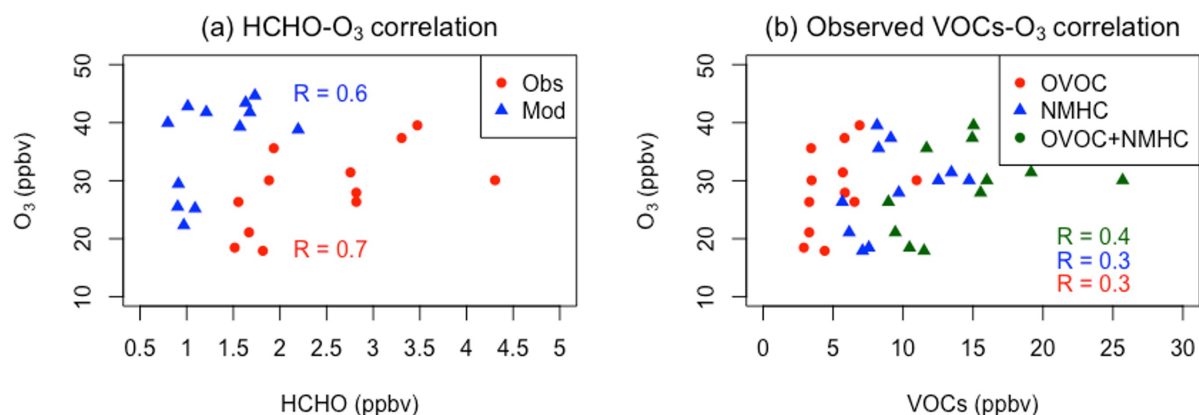 (a) HCHO-O₃ correlation
50
40
30
20
10
O₃ (ppbv)
R = 0.6
R = 0.7
Obs
Mod
0.5 1 1.5 2 2.5 3 3.5 4 4.5 5
HCHO (ppbv)
(b) Observed VOCs-O₃ correlation
50
40
30
20
10
O₃ (ppbv)
OVOC
NMHC
OVOC+NMHC
R = 0.4
R = 0.3
R = 0.3
0 5 10 15 20 25 30
VOCs (ppbv)